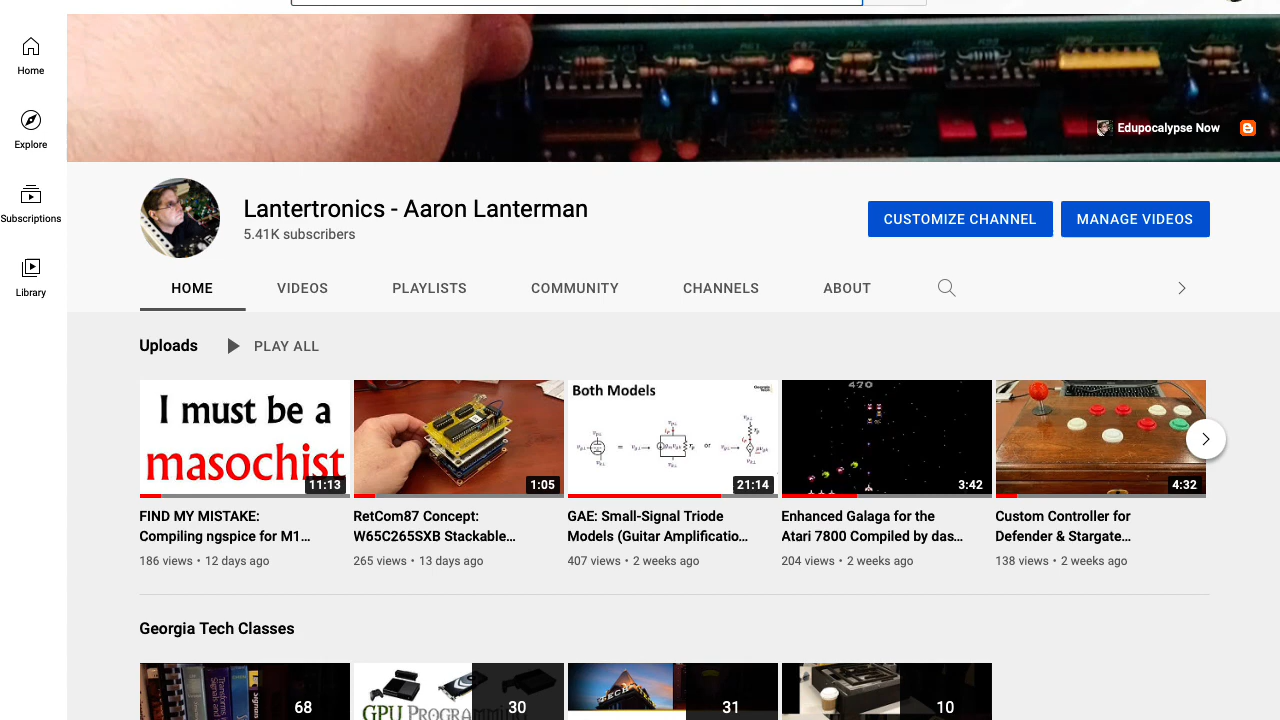 Home
Explore
Subscriptions
Library
Edupocalypse Now
Lantertronics - Aaron Lanterman
5.41K subscribers
CUSTOMIZE CHANNEL
MANAGE VIDEOS
HOME
VIDEOS
PLAYLISTS
COMMUNITY
CHANNELS
ABOUT
Uploads
PLAY ALL
I must be a
masochist
11:13
FIND MY MISTAKE:
Compiling ngspice for M1...
186 views • 12 days ago
1:05
RetCom87 Concept:
W65C265SXB Stackable...
265 views • 13 days ago
Both Models
or
21:14
GAE: Small-Signal Triode
Models (Guitar Amplificatio...
407 views • 2 weeks ago
3:42
Enhanced Galaga for the
Atari 7800 Compiled by das...
204 views • 2 weeks ago
4:32
Custom Controller for
Defender & Stargate...
138 views • 2 weeks ago
Georgia Tech Classes
68
GPU PROGRAMM
30
TECH
31
10